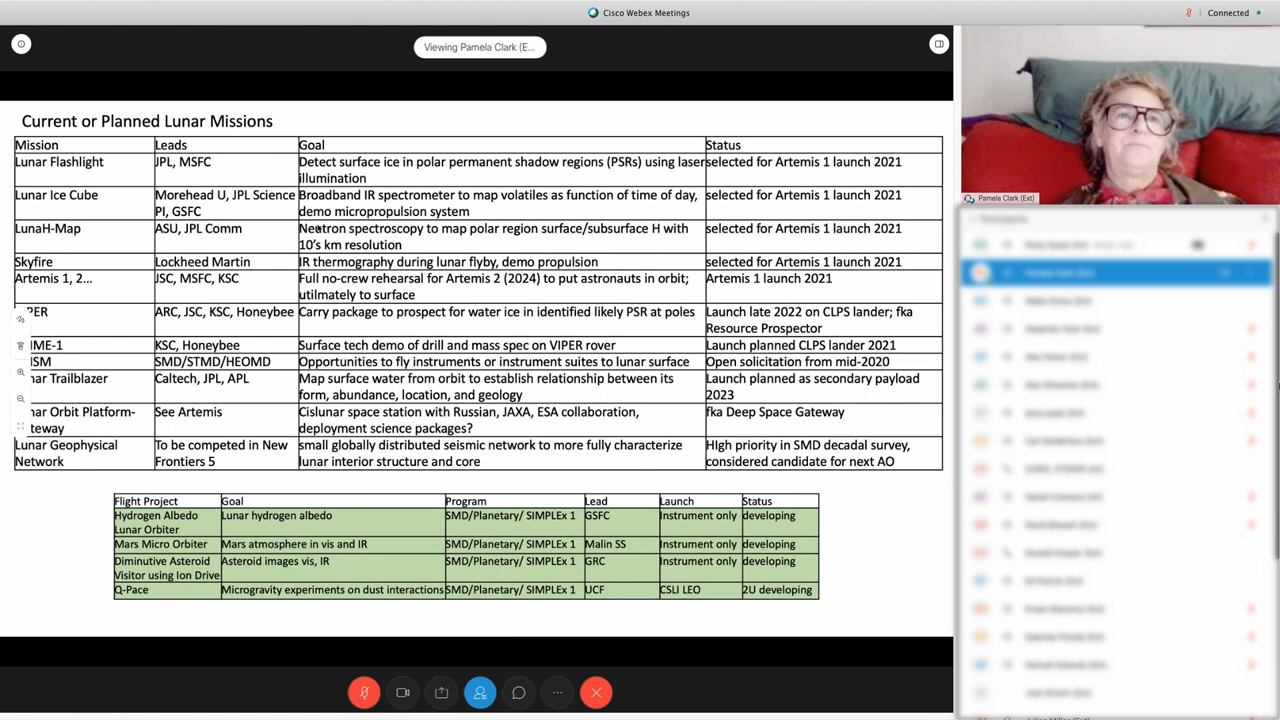 Cisco Webex Meetings
Connected
Viewing Pamela Clark (E...
Current or Planned Lunar Missions
Mission Leads Goal Status
Lunar Flashlight JPL, MSFC Detect surface ice in polar permanent shadow regions (PSRs) using laser selected for Artemis 1 launch 2021
illumination
Lunar Ice Cube Morehead U, JPL Science Broadband IR spectrometer to map volatiles as function of time of day, selected for Artemis 1 launch 2021
PI, GSFC demo micropropulsion system
LunaH-Map ASU, JPL Comm Neutron spectroscopy to map polar region surface/subsurface H with selected for Artemis 1 launch 2021
10's km resolution
Skyfire Lockheed Martin IR thermography during lunar flyby, demo propulsion selected for Artemis 1 launch 2021
Artemis 1, 2... JSC, MSFC, KSC Full no-crew rehearsal for Artemis 2 (2024) to put astronauts in orbit; Artemis 1 launch 2021
utilmately to surface
PER ARC, JSC, KSC, Honeybee Carry package to prospect for water ice in identified likely PSR at poles Launch late 2022 on CLPS lander; fka
Resource Prospector
IME-1 KSC, Honeybee Surface tech demo of drill and mass spec on VIPER rover Launch planned CLPS lander 2021
ISM SMD/STMD/HEOMD Opportunities to fly instruments or instrument suites to lunar surface Open solicitation from mid-2020
nar Trailblazer Caltech, JPL, APL Map surface water from orbit to establish relationship between its Launch planned as secondary payload
form, abundance, location, and geology 2023
nar Orbit Platform- See Artemis Cislunar space station with Russian, JAXA, ESA collaboration, fka Deep Space Gateway
teway deployment science packages?
Lunar Geophysical To be competed in New small globally distributed seismic network to more fully characterize HIgh priority in SMD decadal survey,
Network Frontiers 5 lunar interior structure and core considered candidate for next AO
Flight Project Goal Program Lead Launch Status
Hydrogen Albedo Lunar hydrogen albedo SMD/Planetary/ SIMPLEx 1 GSFC Instrument only developing
Lunar Orbiter
Mars Micro Orbiter Mars atmosphere in vis and IR SMD/Planetary/ SIMPLEx 1 Malin SS Instrument only developing
Diminutive Asteroid Asteroid images vis, IR SMD/Planetary/ SIMPLEx 1 GRC Instrument only developing
Visitor using Ion Drive
Q-Pace Microgravity experiments on dust interactions SMD/Planetary/ SIMPLEx 1 UCF CSLI LEO 2U developing
Pamela Clark (Ext)